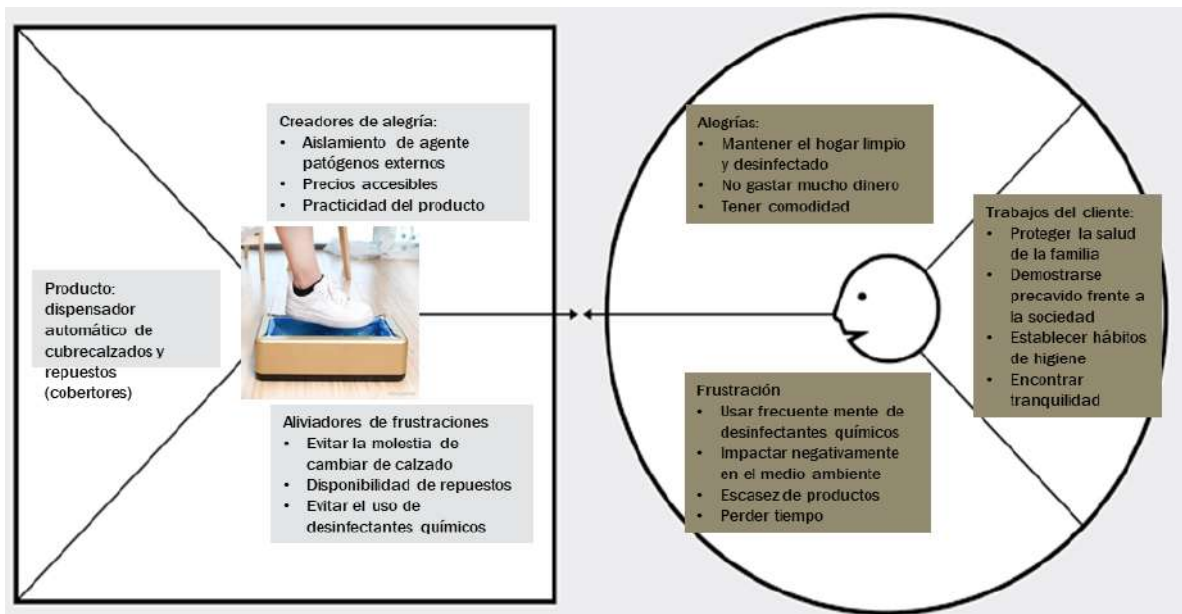 Creadores de alegría:
• Aislamiento de agente
patógenos externos
• Precios accesibles
• Practicidad del producto
Producto:
dispensador
automático de
cubrecalzados y
repuestos
(cobertores)
Aliviadores de frustraciones
• Evitar la molestia de
cambiar de calzado
• Disponibilidad de repuestos
• Evitar el uso de
desinfectantes químicos
Alegrías:
• Mantener el hogar limpio
y desinfectado
• No gastar mucho dinero
• Tener comodidad
Trabajos del cliente:
• Proteger la salud
de la familia
• Demostrarse
precavido frente a
la sociedad
• Establecer hábitos
de higiene
• Encontrar
tranquilidad
Frustración
• Usar frecuente mente de
desinfectantes químicos
• Impactar negativamente
en el medio ambiente
• Escasez de productos
• Perder tiempo